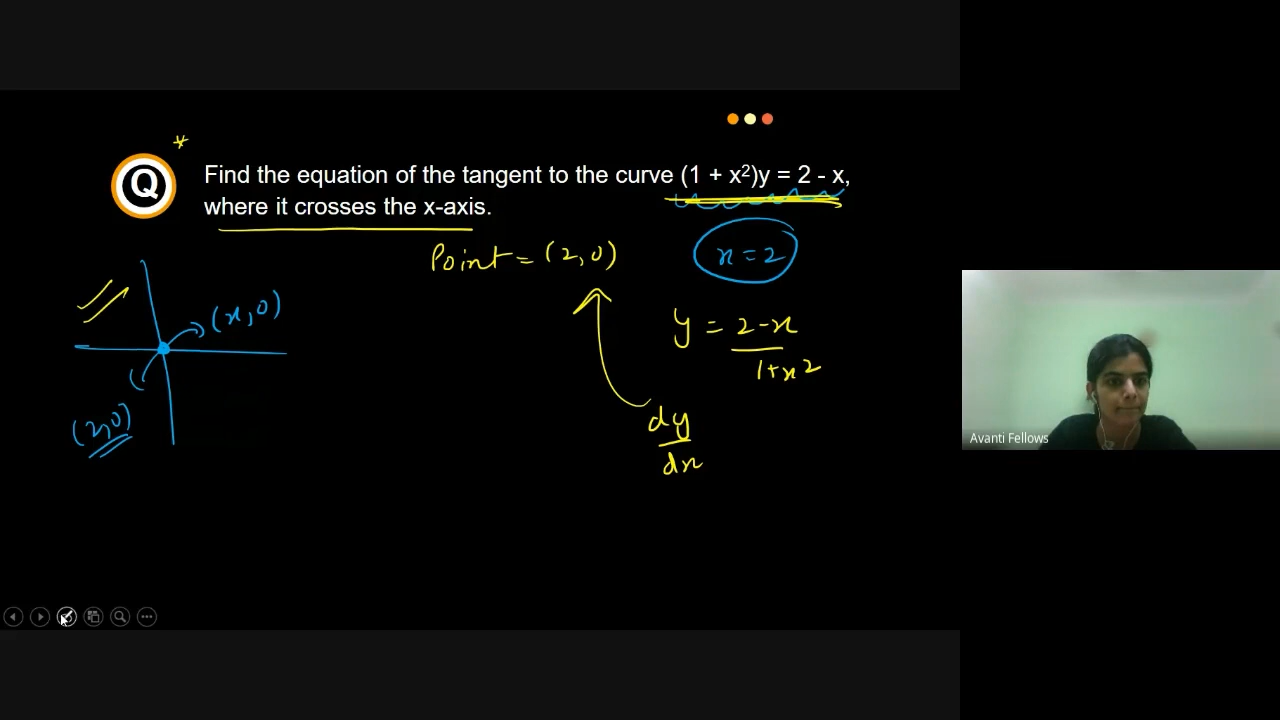 Q
Find the equation of the tangent to the curve (1 + x²)y = 2 - x,
where it crosses the x-axis.
Point = (2,0)
x = 2
(x,0)
y = 2-x
1+x2
(2,0)
dy
dx
Avanti Fellows